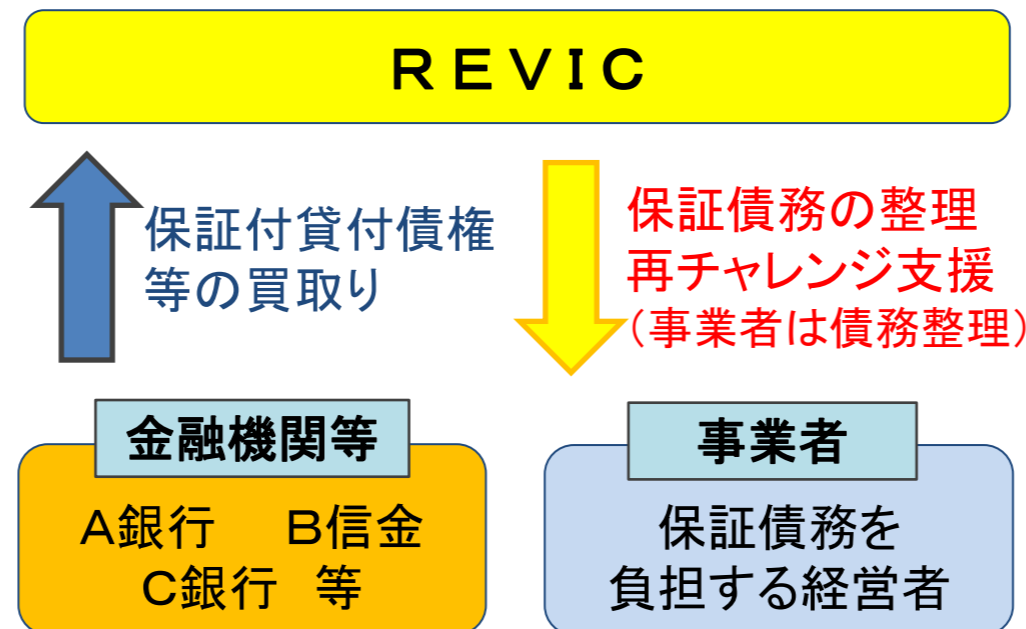 ＲＥＶＩＣ
保証付貸付債権
等の買取り
保証債務の整理
再チャレンジ支援
（事業者は債務整理）
金融機関等
Ａ銀行　Ｂ信金
Ｃ銀行　等
事業者
保証債務を
負担する経営者